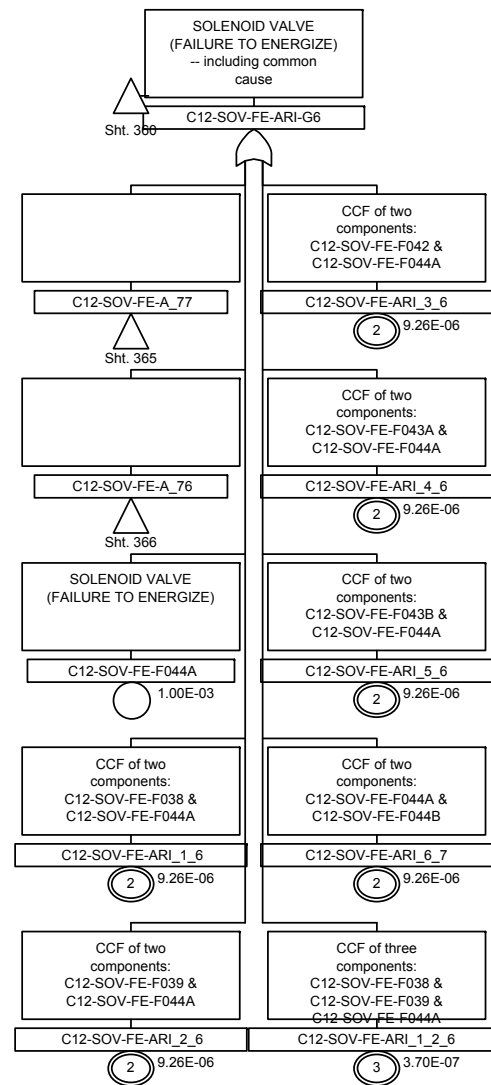 SOLENOID VALVE
(FAILURE TO ENERGIZE)
-- including common
cause
C12-SOV-FE-ARI-G6
Sht. 360
C12-SOV-FE-A_77
Sht. 365
CCF of two
components:
C12-SOV-FE-F042 &
C12-SOV-FE-F044A
C12-SOV-FE-ARI_3_6
2
9.26E-06
C12-SOV-FE-A_76
Sht. 366
CCF of two
components:
C12-SOV-FE-F043A &
C12-SOV-FE-F044A
C12-SOV-FE-ARI_4_6
2
9.26E-06
SOLENOID VALVE
(FAILURE TO ENERGIZE)
C12-SOV-FE-F044A
1.00E-03
CCF of two
components:
C12-SOV-FE-F043B &
C12-SOV-FE-F044A
C12-SOV-FE-ARI_5_6
2
9.26E-06
CCF of two
components:
C12-SOV-FE-F038 &
C12-SOV-FE-F044A
C12-SOV-FE-ARI_1_6
2
9.26E-06
CCF of two
components:
C12-SOV-FE-F044A &
C12-SOV-FE-F044B
C12-SOV-FE-ARI_6_7
2
9.26E-06
CCF of two
components:
C12-SOV-FE-F039 &
C12-SOV-FE-F044A
C12-SOV-FE-ARI_2_6
2
9.26E-06
CCF of three
components:
C12-SOV-FE-F038 &
C12-SOV-FE-F039 &
C12-SOV-FE-F044A
C12-SOV-FE-ARI_1_2_6
3
3.70E-07